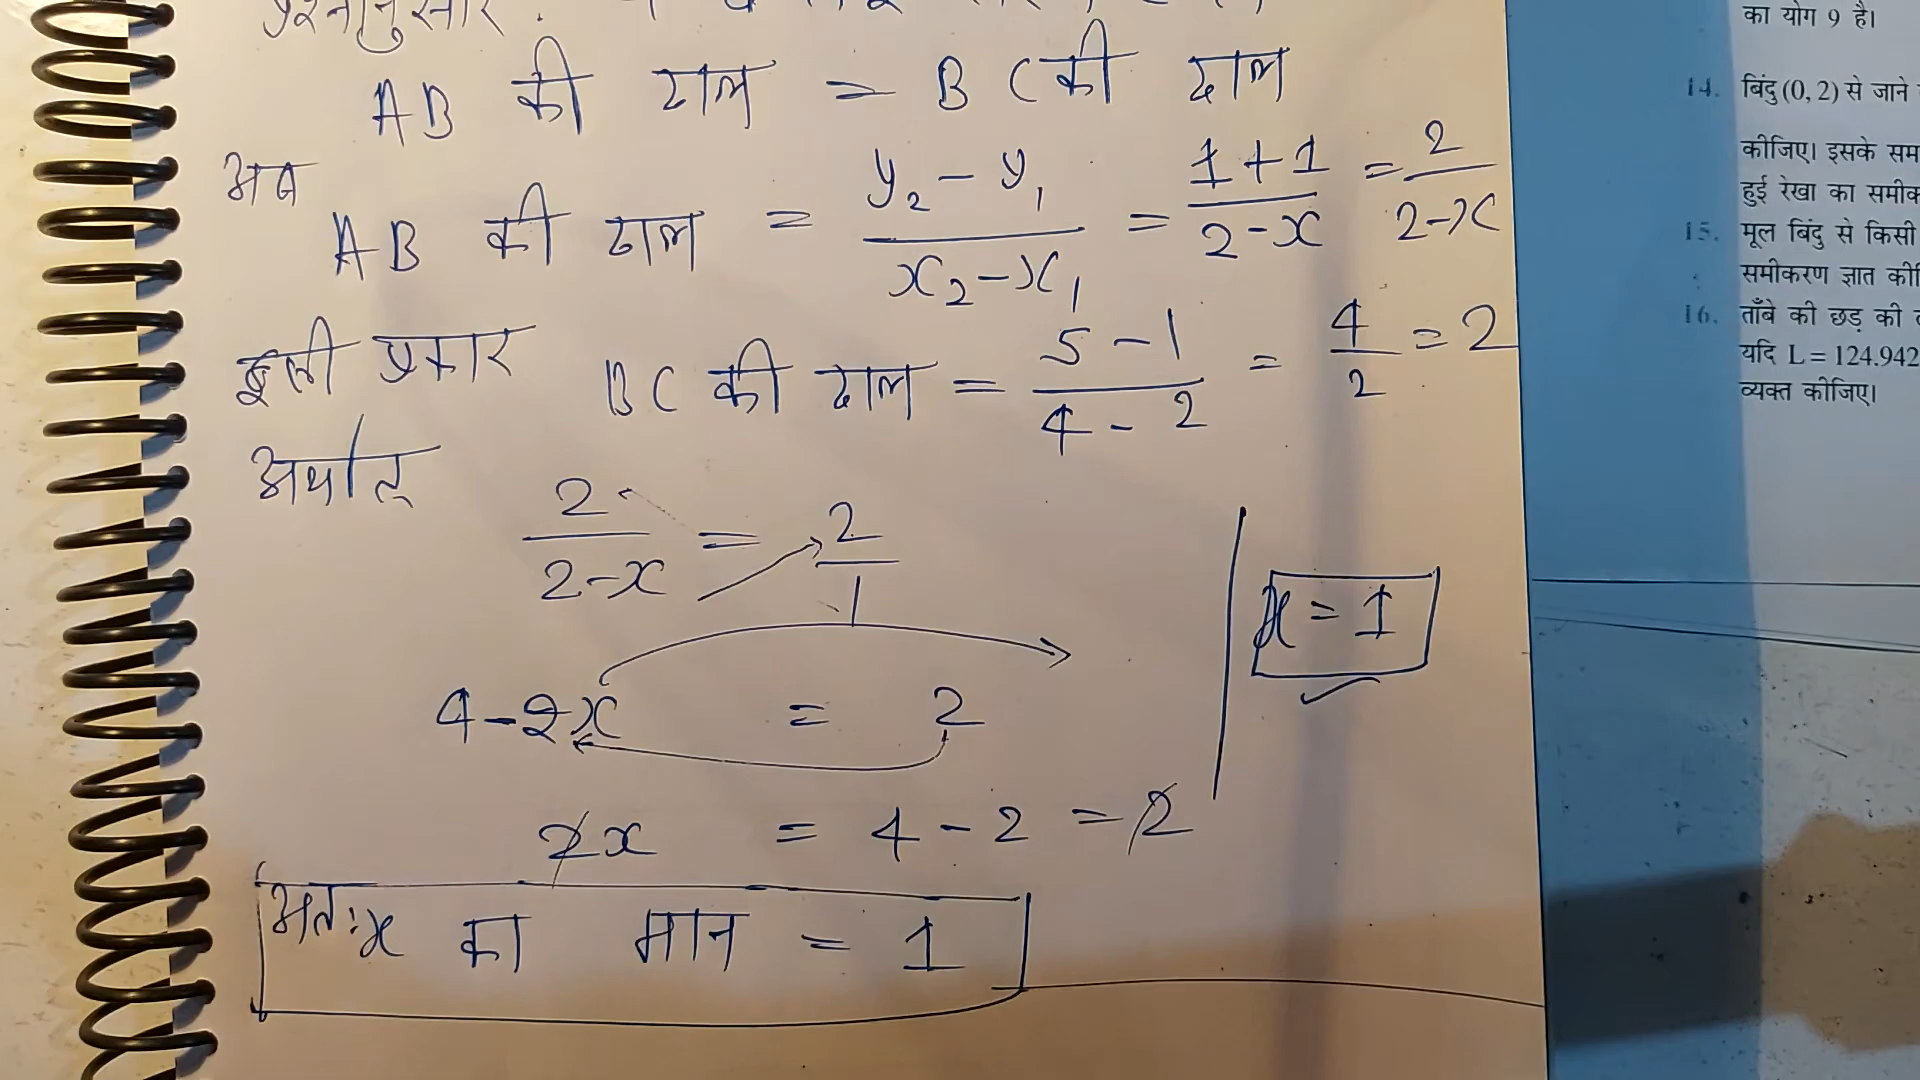 प्रश्नानुसार :
AB की ढाल = BC की ढाल
अब
AB की ढाल = y₂ - y₁ / x₂ - x₁ = 1 + 1 / 2 - x = 2 / 2 - x
इसी प्रकार BC की ढाल = 5 - 1 / 4 - 2 = 4 / 2 = 2
अर्थात्
2 / 2 - x = 2 / 1
4 - 2x = 2
2x = 4 - 2 = 2
अतः x का मान = 1
x = 1
का योग 9 है।
14. बिंदु (0, 2) से जाने
कीजिए। इसके
हुई रेखा का
15. मूल बिंदु से किसी
समीकरण ज्ञात
16. ताँबे की छड़ की
यदि L = 124.942
व्यक्त कीजिए।